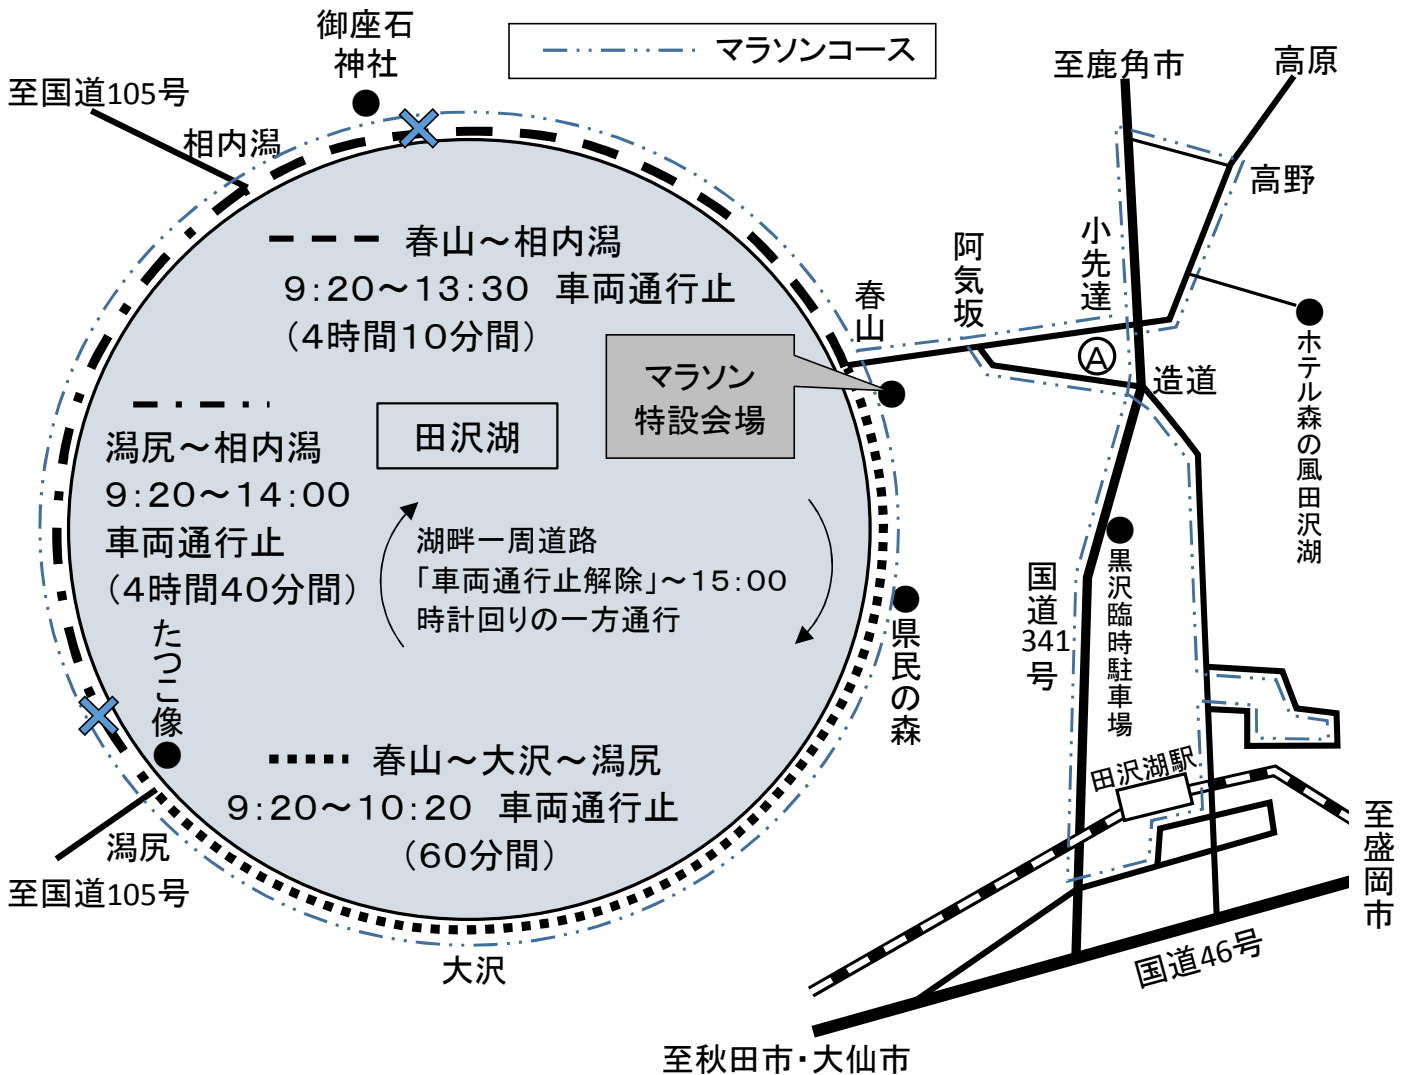 御座石
神社
マラソンコース
至鹿角市
高原
至国道105号
相内潟
高野
春山～相内潟
9:20～13:30 車両通行止
(4時間10分間)
小先達
阿気坂
春山
マラソン
特設会場
Ⓐ
造道
ホテル森の風田沢湖
潟尻～相内潟
9:20～14:00
車両通行止
(4時間40分間)
田沢湖
湖畔一周道路
「車両通行止解除」～15:00
時計回りの一方通行
国道341号
黒沢臨時駐車場
県民の森
たつこ像
春山～大沢～潟尻
9:20～10:20 車両通行止
(60分間)
田沢湖駅
潟尻
至国道105号
大沢
至盛岡市
国道46号
至秋田市・大仙市